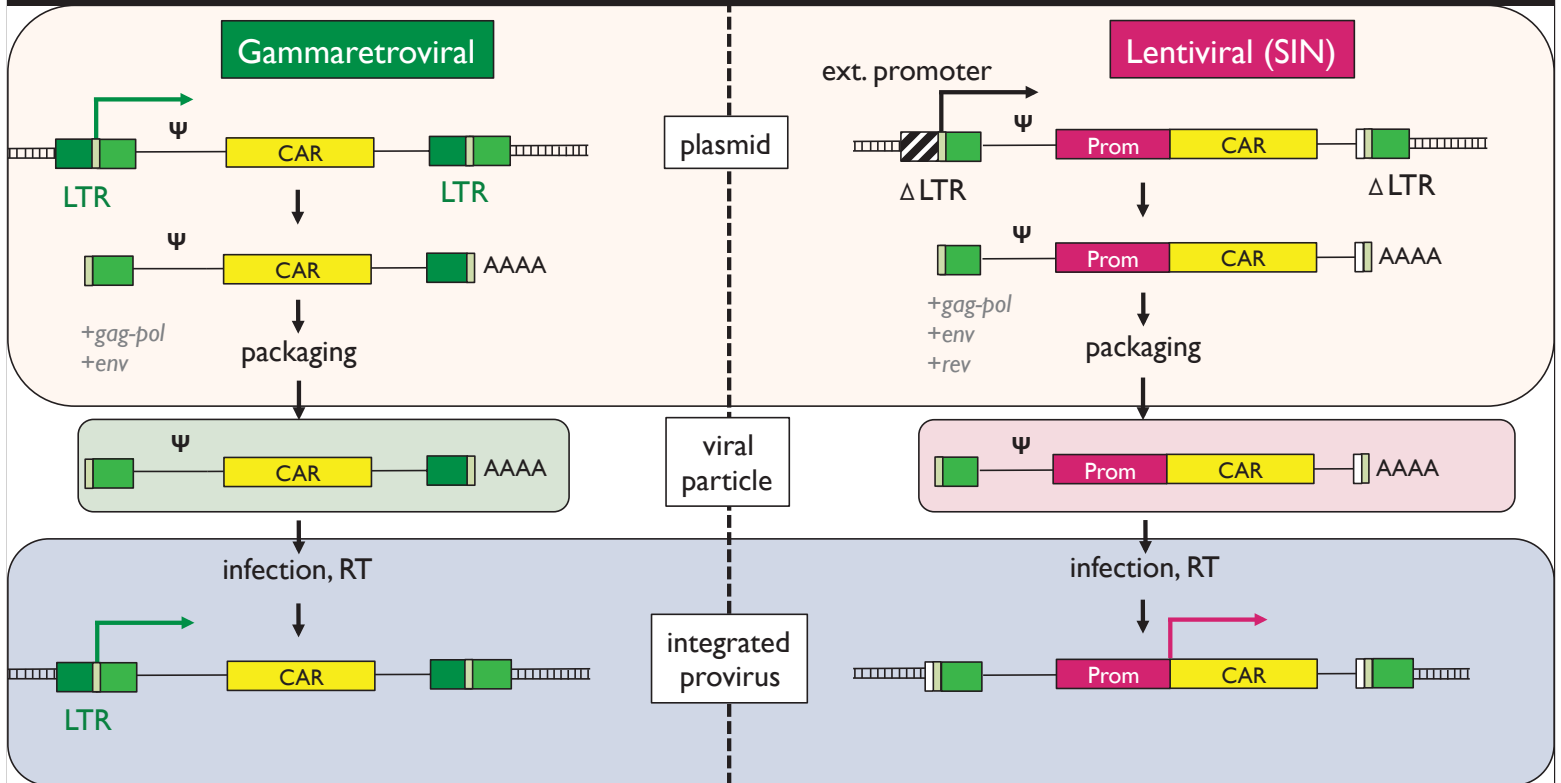 Gammaretroviral
Lentiviral (SIN)
ext. promoter
Ψ
CAR
plasmid
Ψ
Prom
CAR
LTR
LTR
Δ LTR
Δ LTR
Ψ
CAR
AAAA
Ψ
Prom
CAR
AAAA
+gag-pol
+env
packaging
+gag-pol
+env
+rev
packaging
Ψ
CAR
AAAA
viral
particle
Ψ
Prom
CAR
AAAA
infection, RT
infection, RT
CAR
LTR
integrated
provirus
Prom
CAR